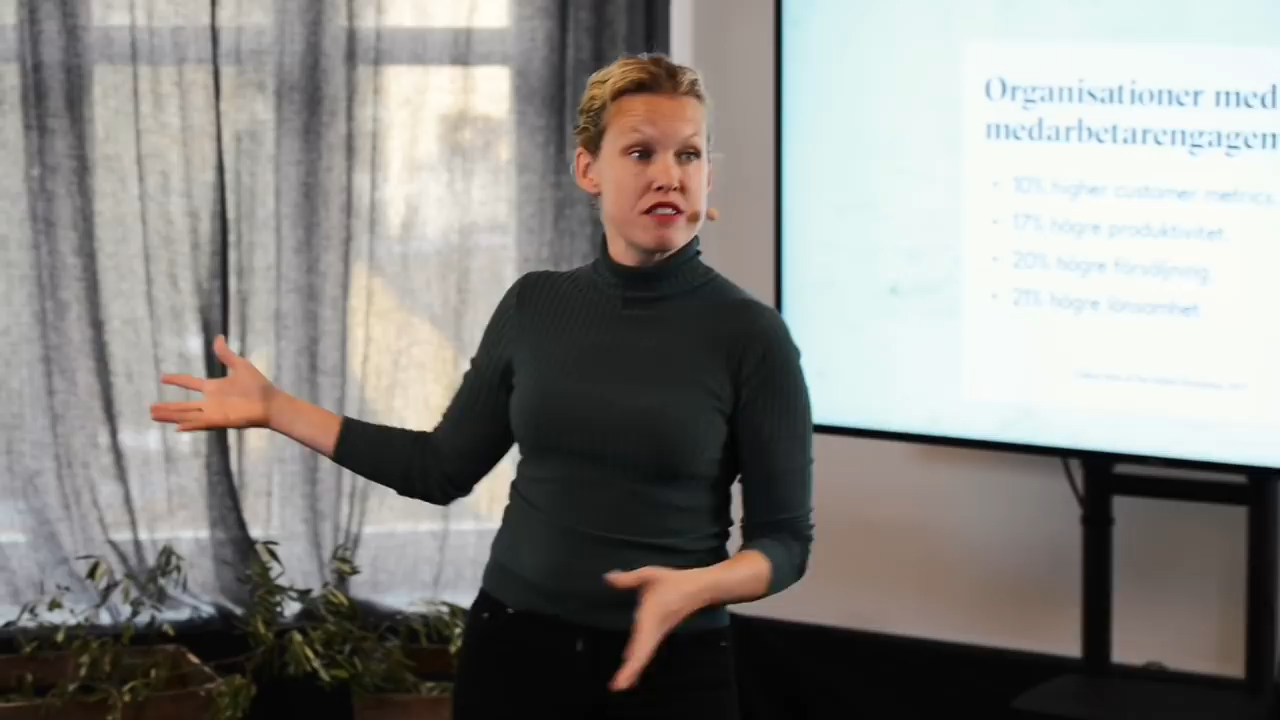 Organisationer med
medarbetarengagem
• 10% higher customer metrics
• 17% högre produktivitet
• 20% högre försäljning
• 21% högre lönsamhet